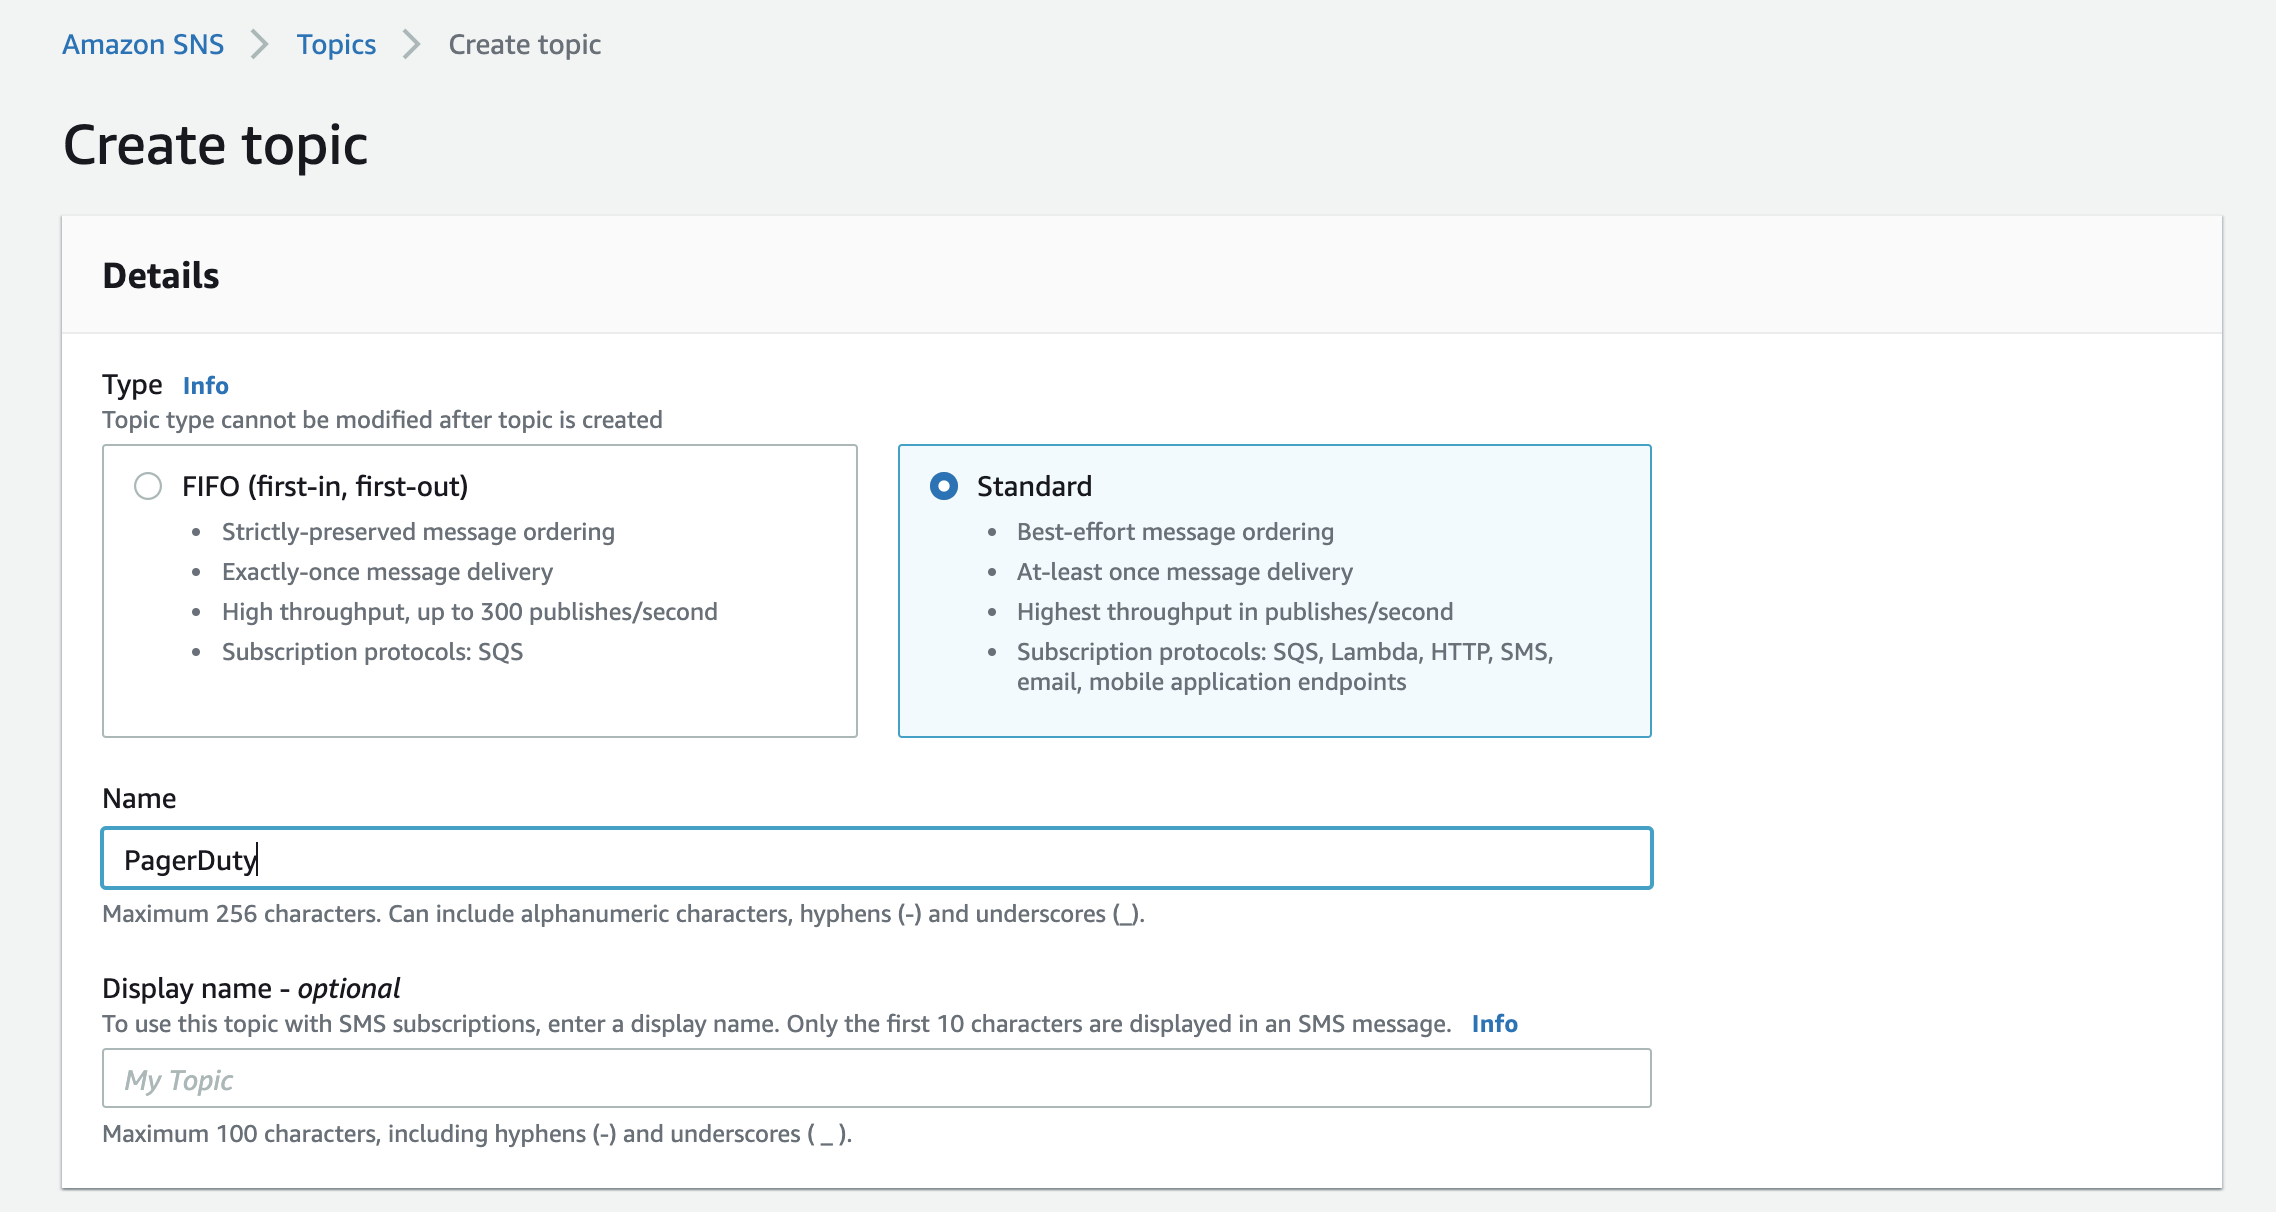 Amazon SNS > Topics > Create topic
Create topic
Details
Type Info
Topic type cannot be modified after topic is created
FIFO (first-in, first-out)
• Strictly-preserved message ordering
• Exactly-once message delivery
• High throughput, up to 300 publishes/second
• Subscription protocols: SQS
Standard
• Best-effort message ordering
• At-least once message delivery
• Highest throughput in publishes/second
• Subscription protocols: SQS, Lambda, HTTP, SMS,
email, mobile application endpoints
Name
PagerDuty
Maximum 256 characters. Can include alphanumeric characters, hyphens (-) and underscores (_).
Display name - optional
To use this topic with SMS subscriptions, enter a display name. Only the first 10 characters are displayed in an SMS message. Info
My Topic
Maximum 100 characters, including hyphens (-) and underscores ( _ ).